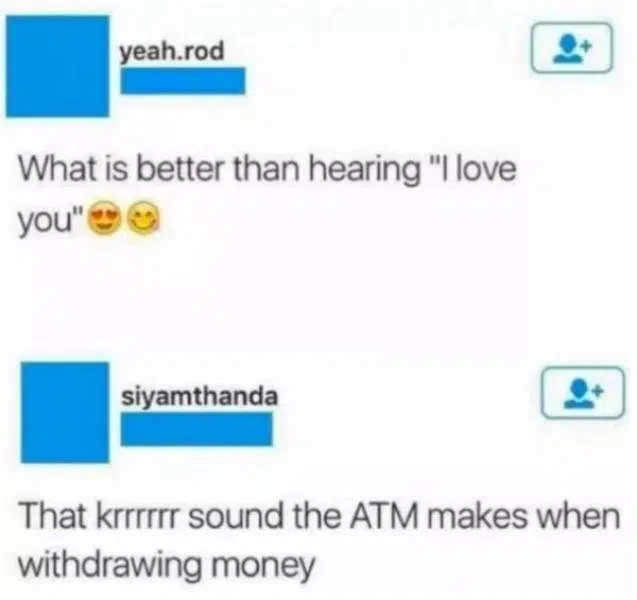 yeah.rod
What is better than hearing "I love
you"😍😋
siyamthanda
That krrrrrr sound the ATM makes when
withdrawing money